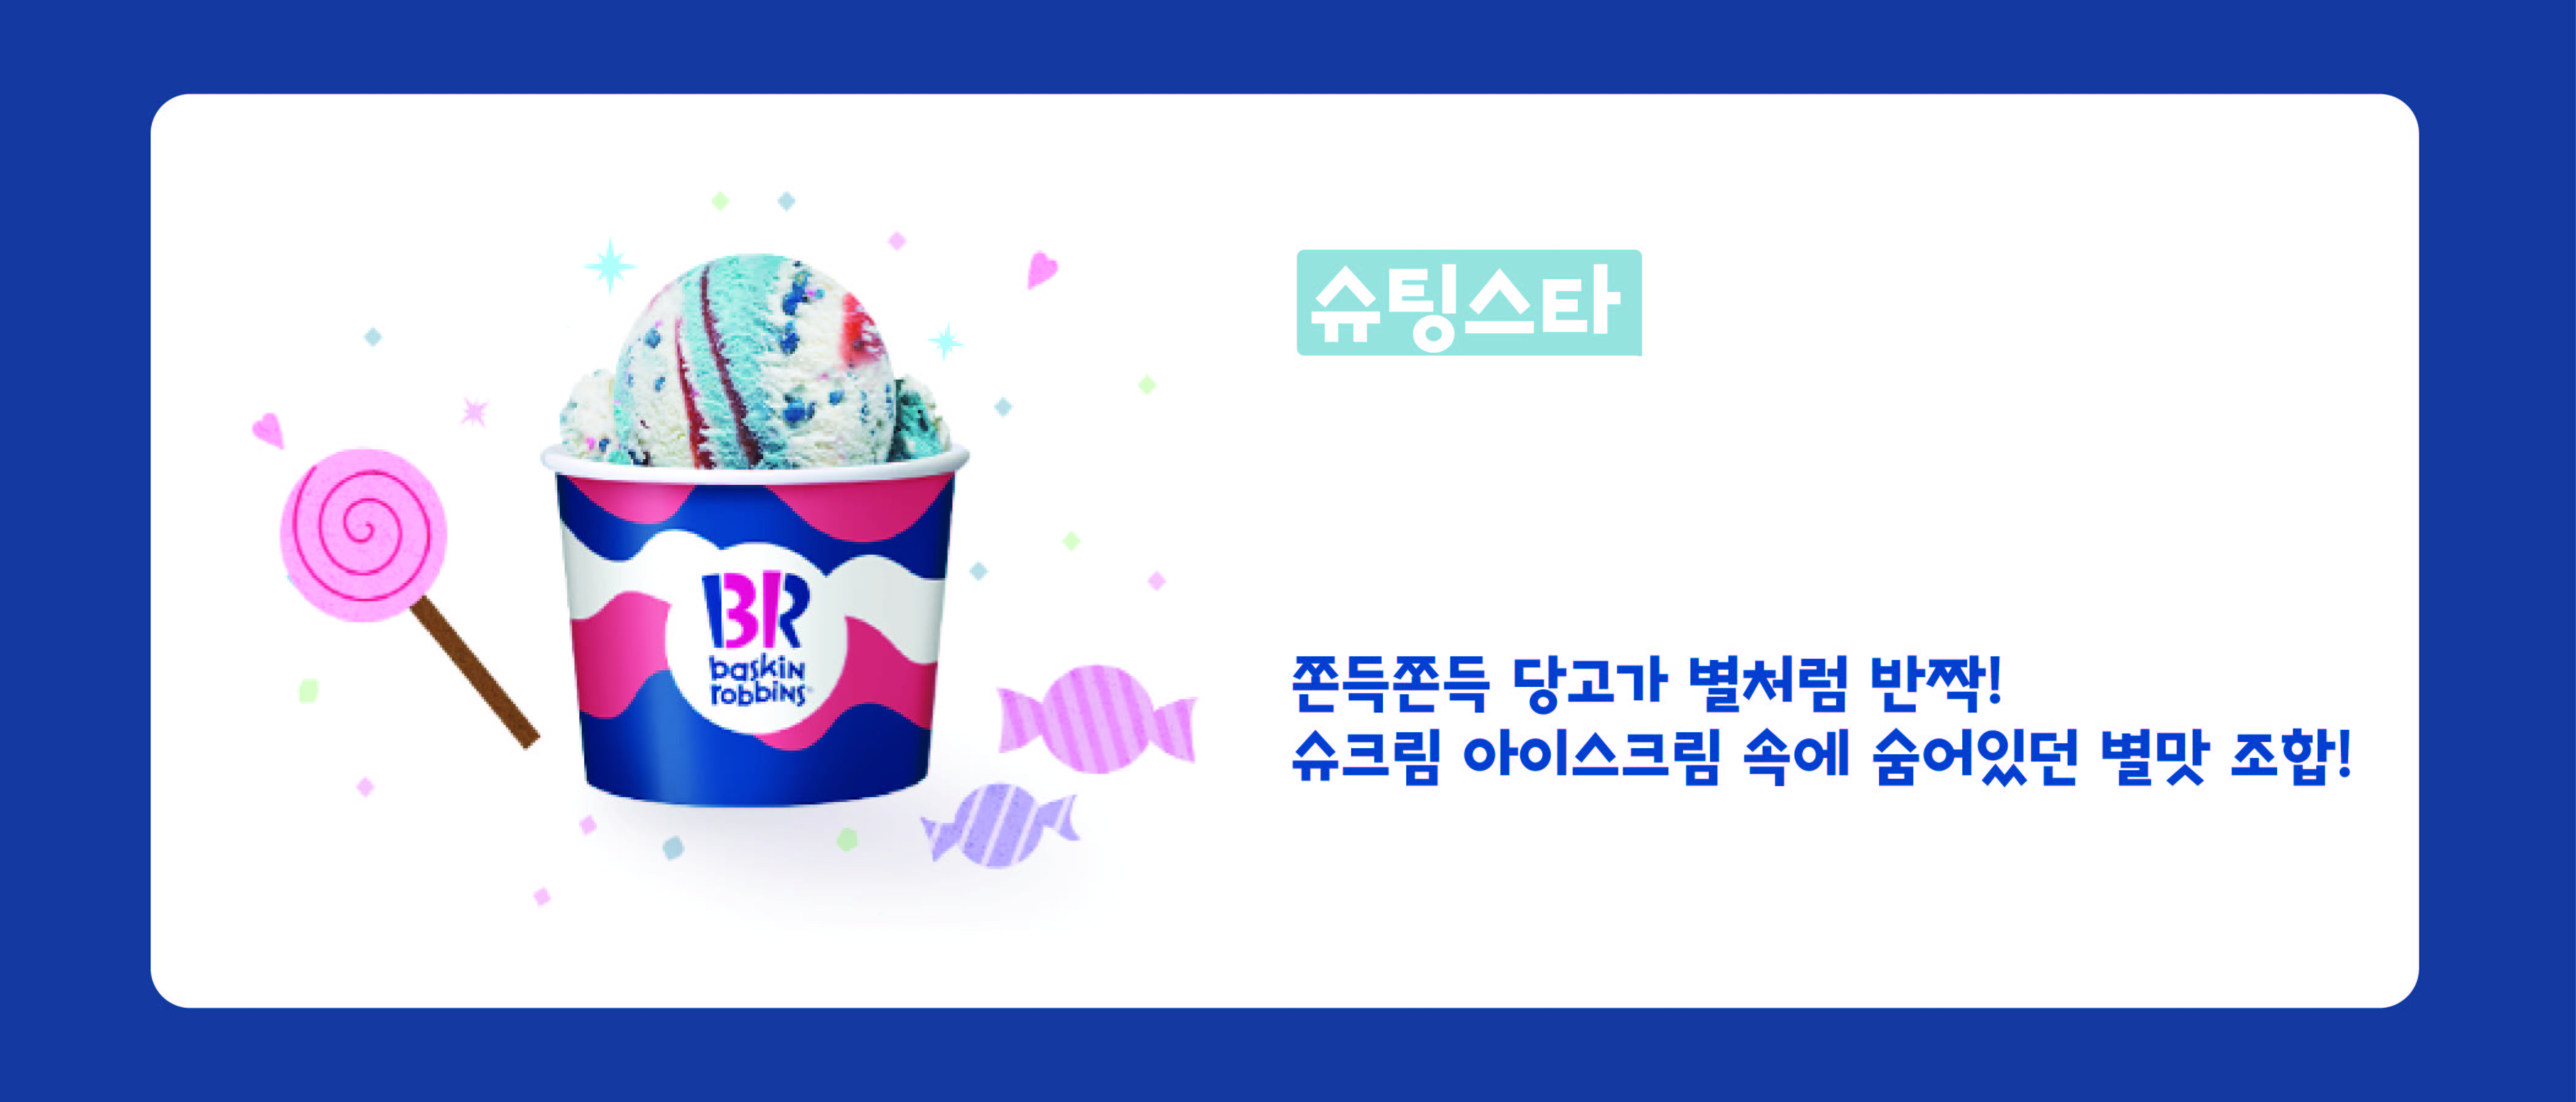 슈팅스타
BR
baskin
robbins
쫀득쫀득 당고가 별처럼 반짝!
슈크림 아이스크림 속에 숨어있던 별맛 조합!